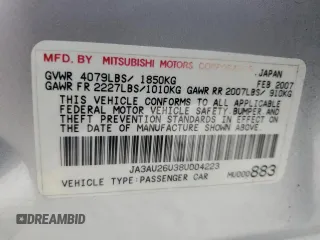 MFD. BY MITSUBISHI MOTORS CORPORATION, JAPAN
GVWR 4079LBS/ 1850KG FEB 2007
GAWR FR 2227LBS/1010KG GAWR RR 2007LBS/ 910KG
THIS VEHICLE CONFORMS TO ALL APPLICABLE
FEDERAL MOTOR VEHICLE SAFETY BUMPER AND
THEFT PREVENTION STANDARDS IN EFFECT ON
THE DATE OF MANUFACTURE SHOWN ABOVE.
JA3AU26U38U004223
VEHICLE TYPE:PASSENGER CAR MU000883